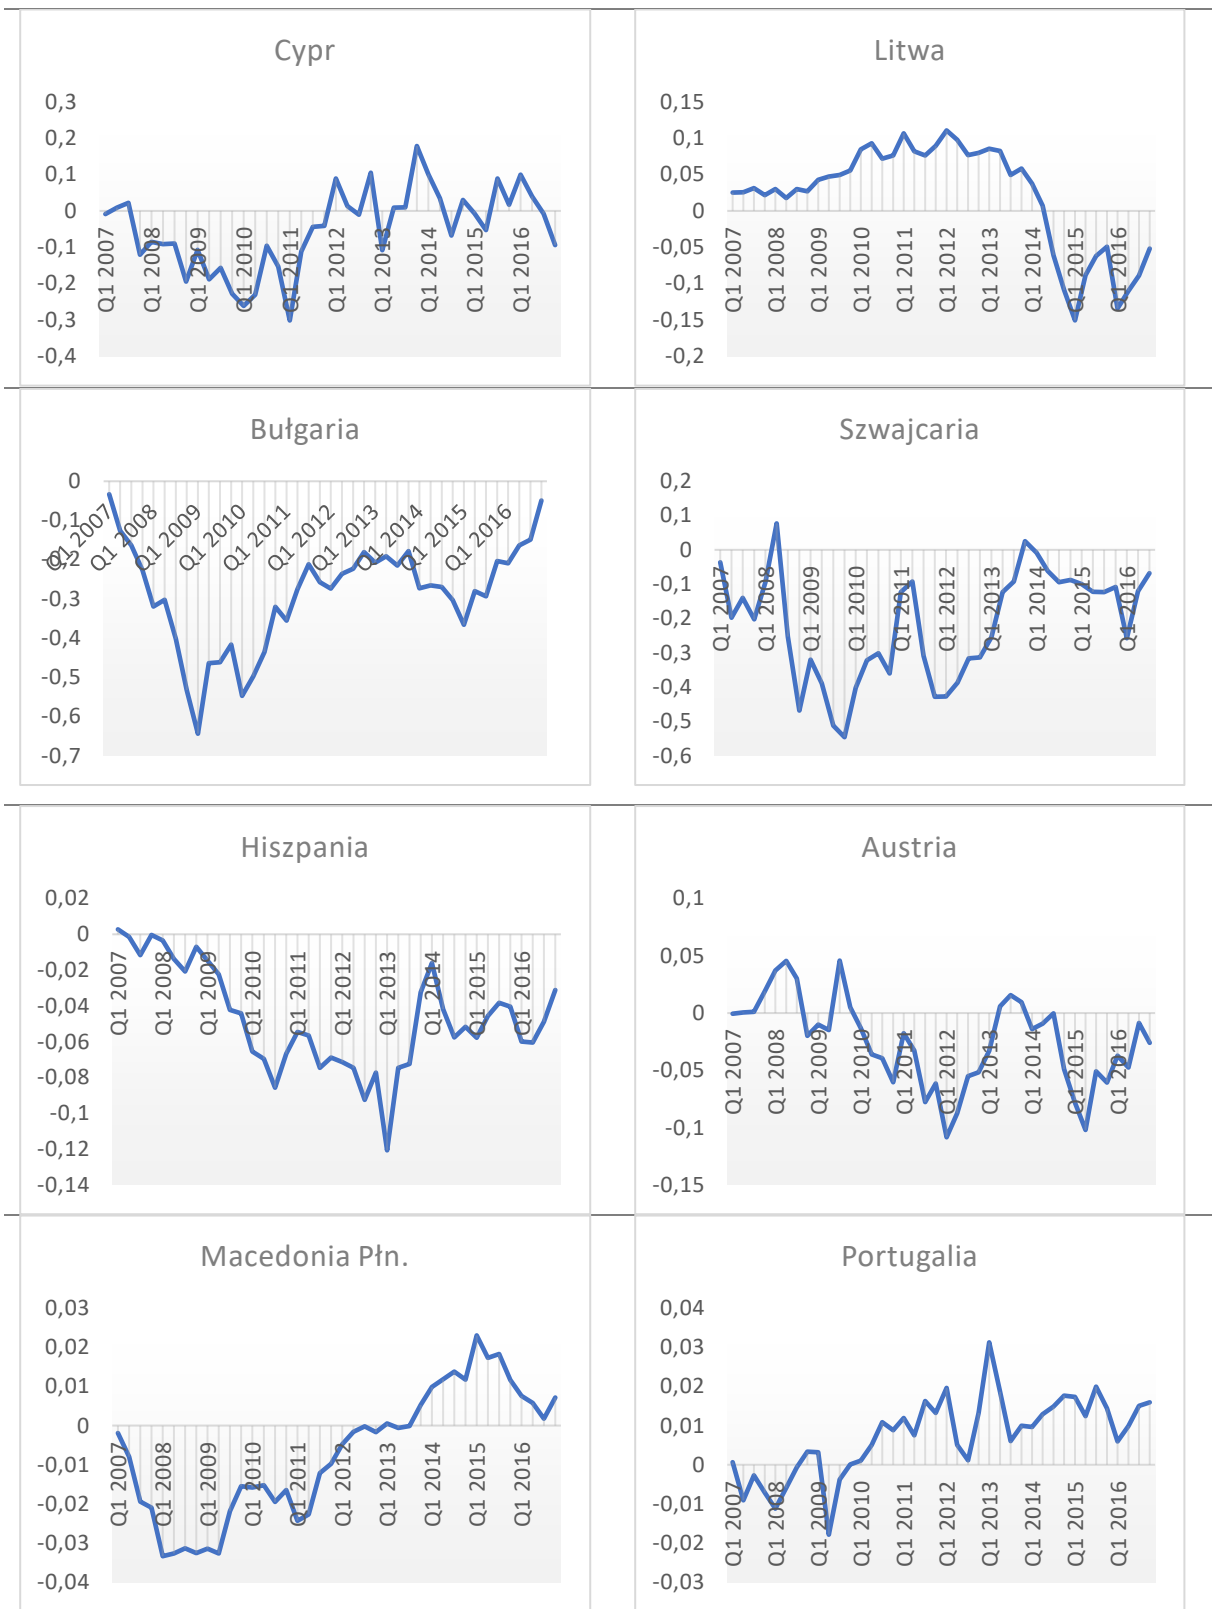 Cypr
0,3
0,2
0,1
0
-0,1
-0,2
-0,3
-0,4
Q1 2007
Q1 2008
Q1 2009
Q1 2010
Q1 2011
Q1 2012
Q1 2013
Q1 2014
Q1 2015
Q1 2016
Litwa
0,15
0,1
0,05
0
-0,05
-0,1
-0,15
-0,2
Q1 2007
Q1 2008
Q1 2009
Q1 2010
Q1 2011
Q1 2012
Q1 2013
Q1 2014
Q1 2015
Q1 2016
Bułgaria
0
-0,1
-0,2
-0,3
-0,4
-0,5
-0,6
-0,7
Q1 2007
Q1 2008
Q1 2009
Q1 2010
Q1 2011
Q1 2012
Q1 2013
Q1 2014
Q1 2015
Q1 2016
Szwajcaria
0,2
0,1
0
-0,1
-0,2
-0,3
-0,4
-0,5
-0,6
Q1 2007
Q1 2008
Q1 2009
Q1 2010
Q1 2011
Q1 2012
Q1 2013
Q1 2014
Q1 2015
Q1 2016
Hiszpania
0,02
0
-0,02
-0,04
-0,06
-0,08
-0,1
-0,12
-0,14
Q1 2007
Q1 2008
Q1 2009
Q1 2010
Q1 2011
Q1 2012
Q1 2013
Q1 2014
Q1 2015
Q1 2016
Austria
0,1
0,05
0
-0,05
-0,1
-0,15
Q1 2007
Q1 2008
Q1 2009
Q1 2010
Q1 2011
Q1 2012
Q1 2013
Q1 2014
Q1 2015
Q1 2016
Macedonia Płn.
0,03
0,02
0,01
0
-0,01
-0,02
-0,03
-0,04
Q1 2007
Q1 2008
Q1 2009
Q1 2010
Q1 2011
Q1 2012
Q1 2013
Q1 2014
Q1 2015
Q1 2016
Portugalia
0,04
0,03
0,02
0,01
0
-0,01
-0,02
-0,03
Q1 2007
Q1 2008
Q1 2009
Q1 2010
Q1 2011
Q1 2012
Q1 2013
Q1 2014
Q1 2015
Q1 2016